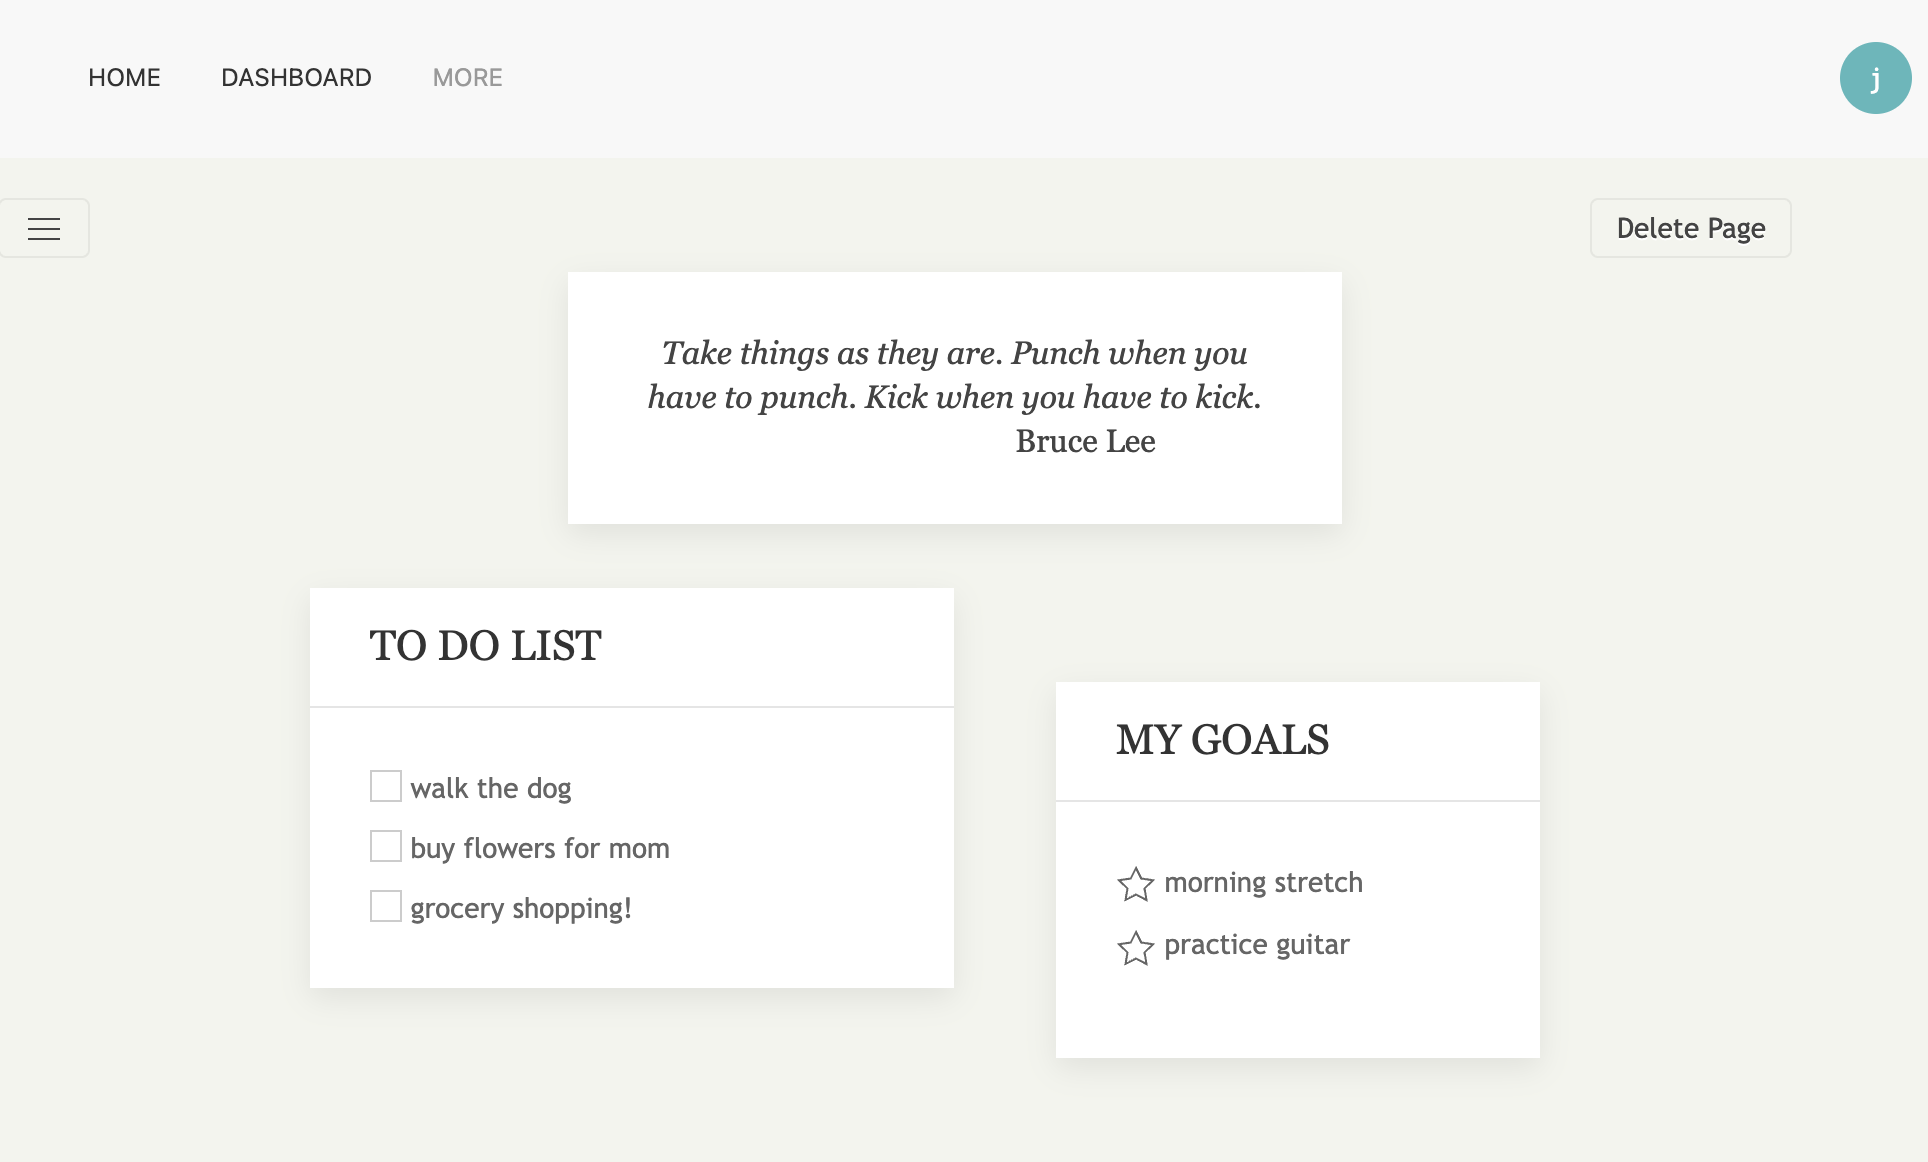 HOME DASHBOARD MORE
j
Delete Page
Take things as they are. Punch when you
have to punch. Kick when you have to kick.
Bruce Lee
TO DO LIST
walk the dog
buy flowers for mom
grocery shopping!
MY GOALS
morning stretch
practice guitar